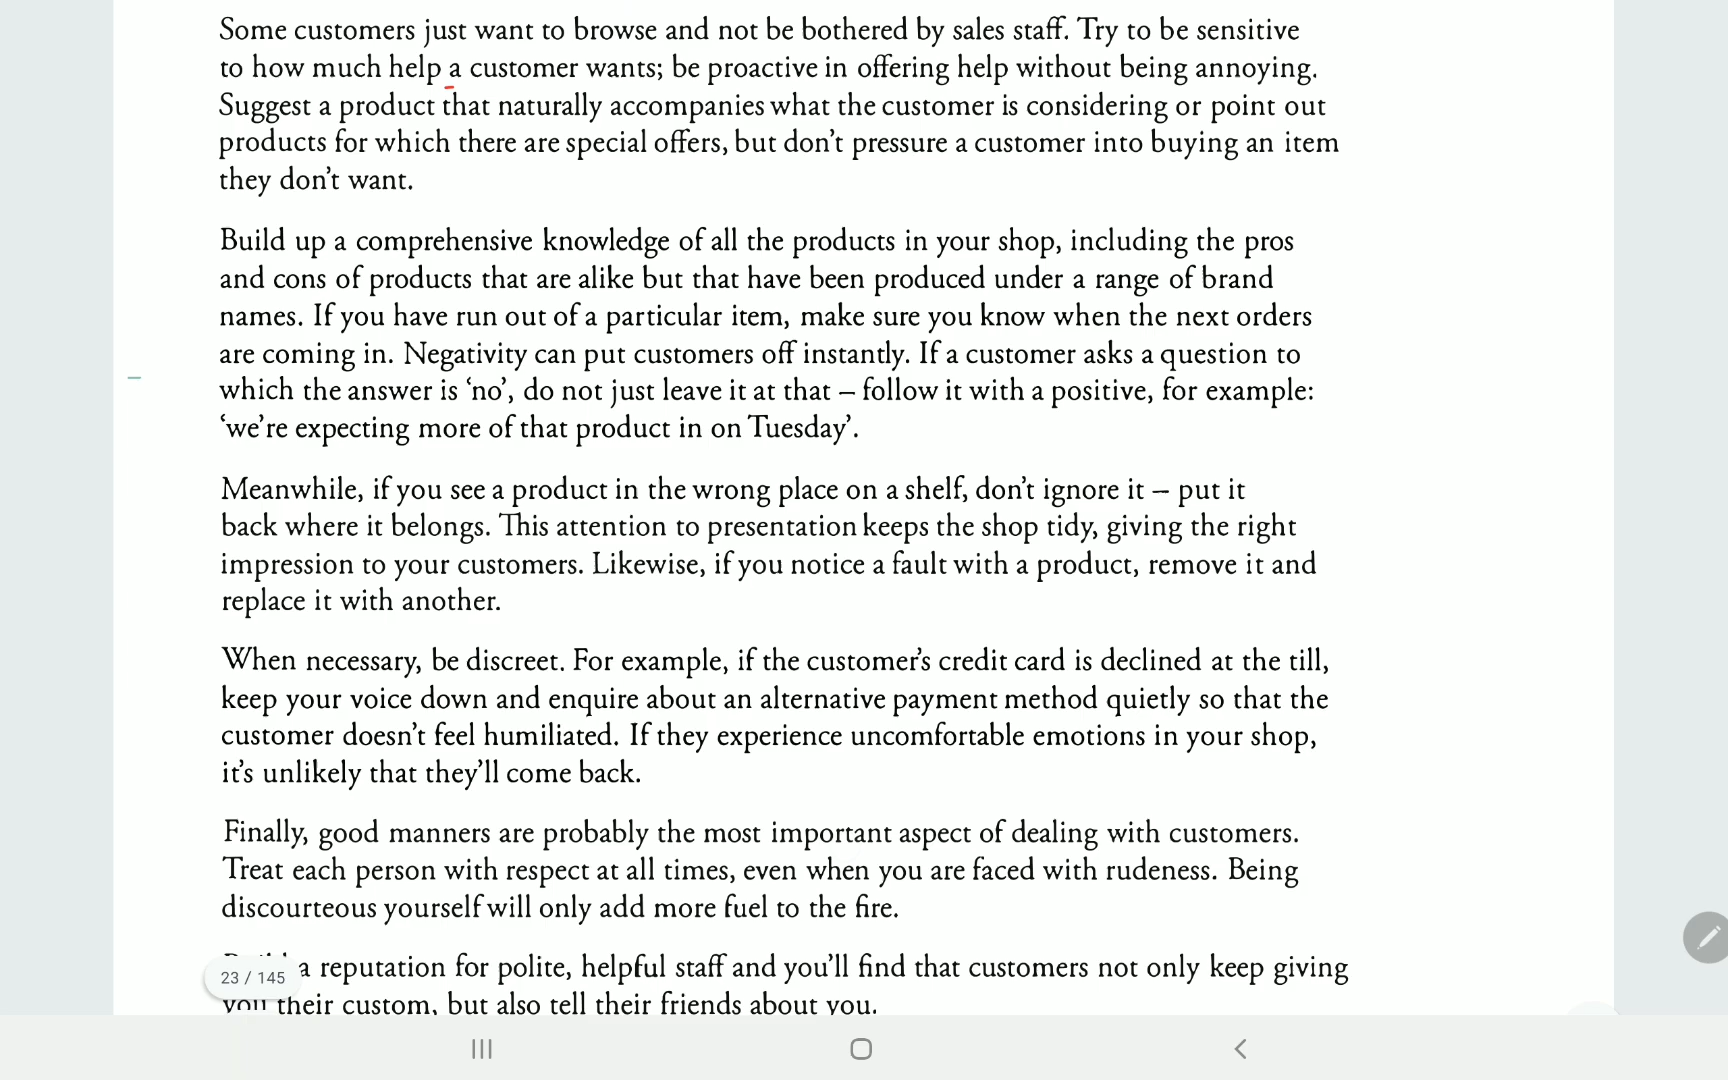 Some customers just want to browse and not be bothered by sales staff. Try to be sensitive
to how much help a customer wants; be proactive in offering help without being annoying.
Suggest a product that naturally accompanies what the customer is considering or point out
products for which there are special offers, but don’t pressure a customer into buying an item
they don’t want.
Build up a comprehensive knowledge of all the products in your shop, including the pros
and cons of products that are alike but that have been produced under a range of brand
names. If you have run out of a particular item, make sure you know when the next orders
are coming in. Negativity can put customers off instantly. If a customer asks a question to
which the answer is ‘no’, do not just leave it at that – follow it with a positive, for example:
‘we’re expecting more of that product in on Tuesday’.
Meanwhile, if you see a product in the wrong place on a shelf, don’t ignore it – put it
back where it belongs. This attention to presentation keeps the shop tidy, giving the right
impression to your customers. Likewise, if you notice a fault with a product, remove it and
replace it with another.
When necessary, be discreet. For example, if the customer’s credit card is declined at the till,
keep your voice down and enquire about an alternative payment method quietly so that the
customer doesn’t feel humiliated. If they experience uncomfortable emotions in your shop,
it’s unlikely that they’ll come back.
Finally, good manners are probably the most important aspect of dealing with customers.
Treat each person with respect at all times, even when you are faced with rudeness. Being
discourteous yourself will only add more fuel to the fire.
a reputation for polite, helpful staff and you’ll find that customers not only keep giving
23 / 145
you their custom, but also tell their friends about you.